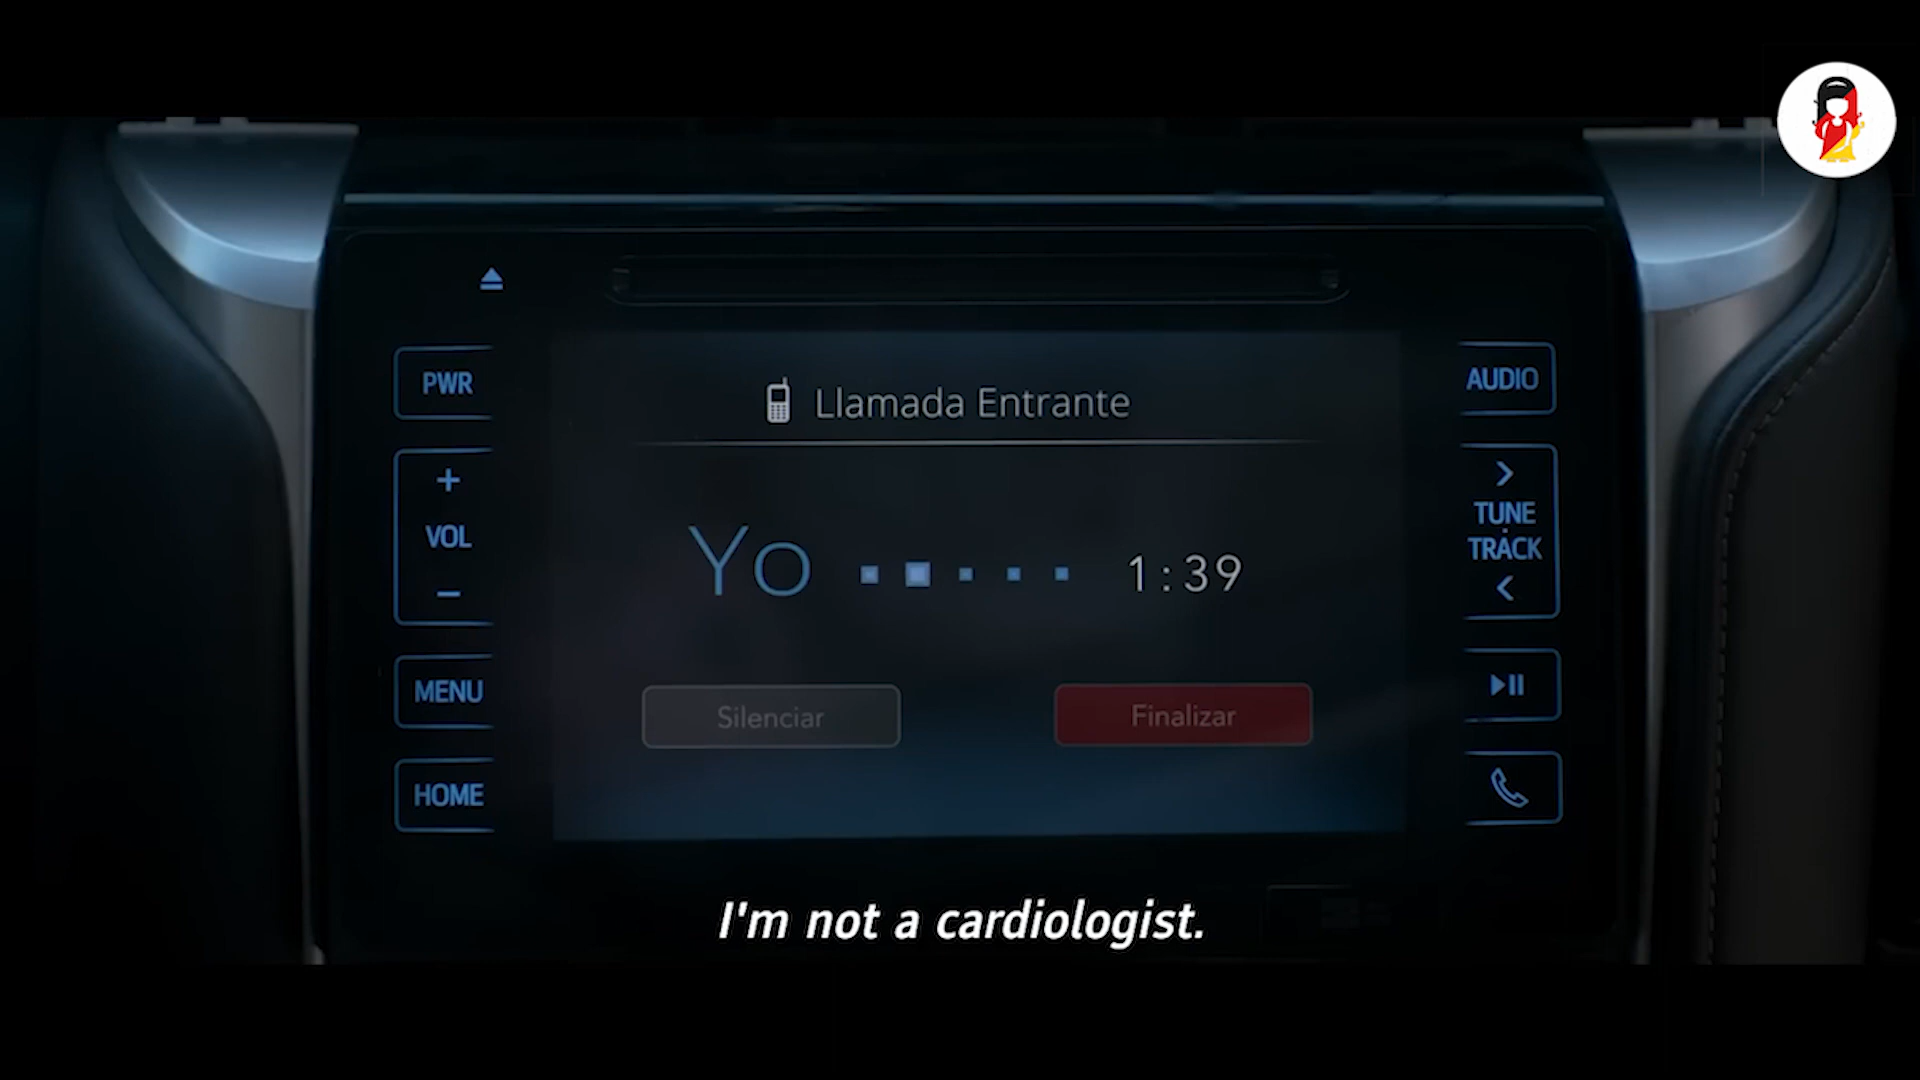 PWR
+
VOL
−
MENU
HOME
Llamada Entrante
Yo 1:39
Silenciar
Finalizar
AUDIO
>
TUNE
TRACK
<
I'm not a cardiologist.